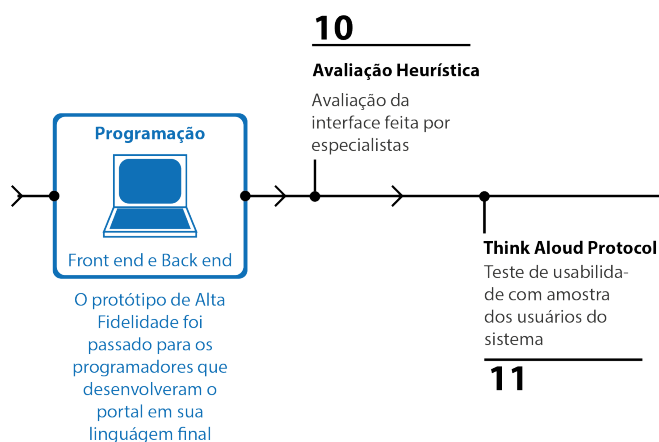 Programação
Front end e Back end
O protótipo de Alta
Fidelidade foi
passado para os
programadores que
desenvolveram o
portal em sua
linguágem final
10
Avaliação Heurística
Avaliação da
interface feita por
especialistas
Think Aloud Protocol
Teste de usabilida-
de com amostra
dos usuários do
sistema
11